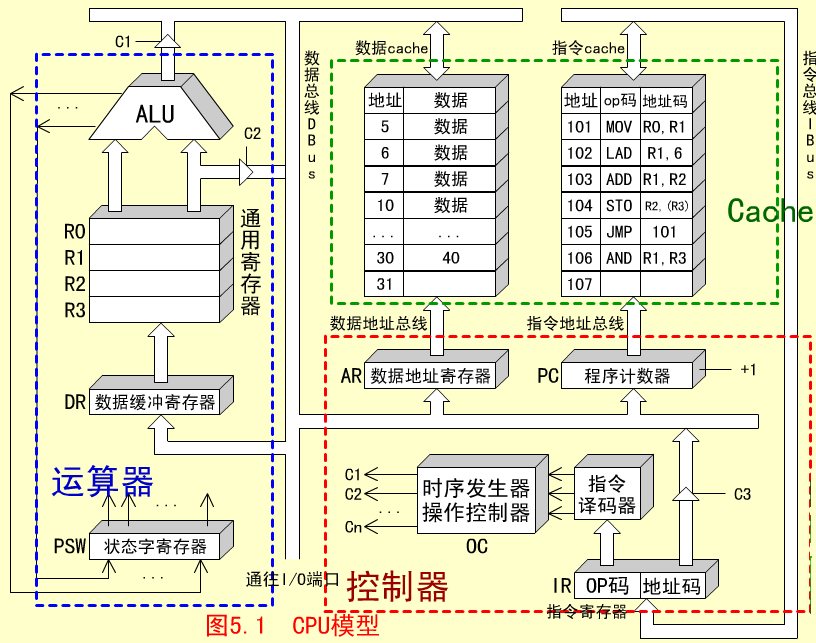 C1
数据cache
指令cache
数据总线DBus
指令总线IBus
ALU
...
C2
地址 数据
5 数据
6 数据
7 数据
10 数据
... ...
30 40
31
地址 op码 地址码
101 MOV R0,R1
102 LAD R1,6
103 ADD R1,R2
104 STO R2,(R3)
105 JMP 101
106 AND R1,R3
107
Cache
R0
R1
R2
R3
通用寄存器
数据地址总线
指令地址总线
AR 数据地址寄存器
PC 程序计数器
+1
DR 数据缓冲寄存器
运算器
...
PSW 状态字寄存器
...
C1
C2
...
Cn
时序发生器
操作控制器
OC
指令
译码器
C3
IR OP码 地址码
指令寄存器
通往I/O端口
控制器
图5.1 CPU模型